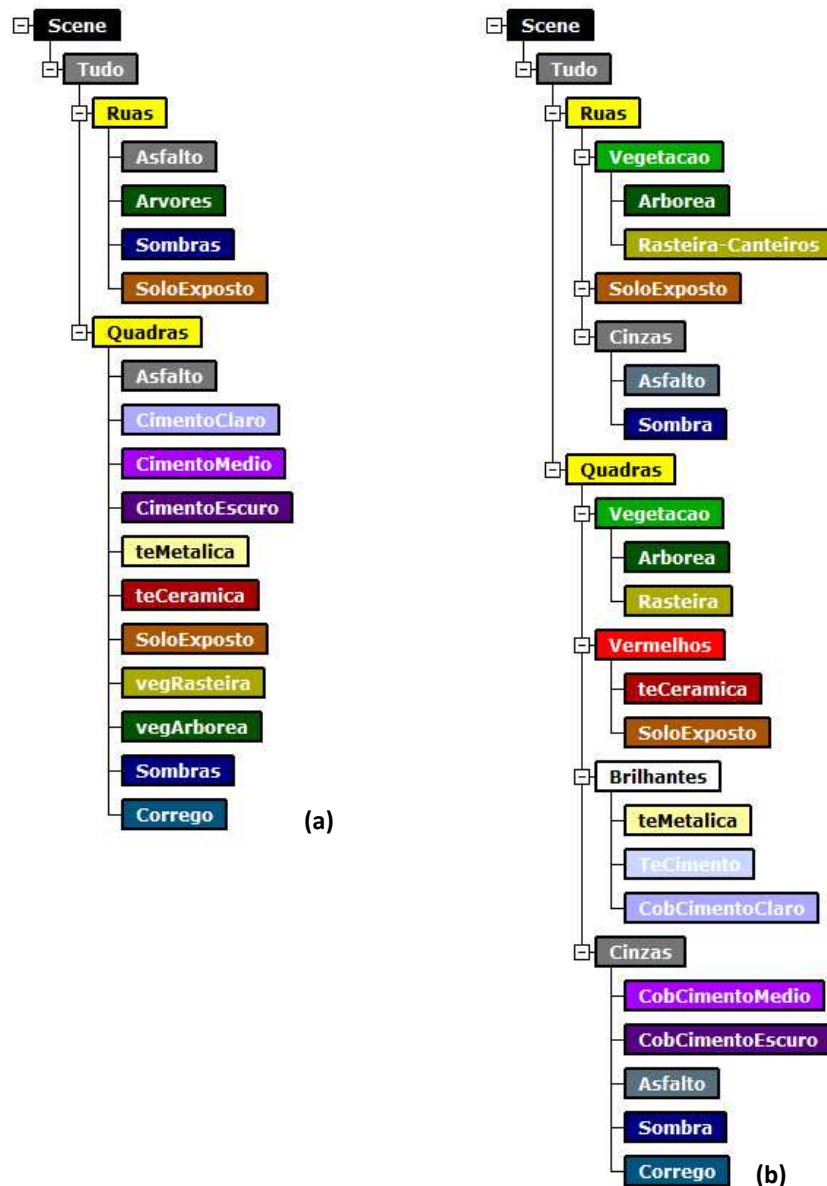 Scene
Tudo
Ruas
Asfalto
Arvores
Sombras
SoloExposto
Quadras
Asfalto
CimentoClaro
CimentoMedio
CimentoEscuro
teMetalica
teCeramica
SoloExposto
vegRasteira
vegArborea
Sombras
Corrego
(a)
Scene
Tudo
Ruas
Vegetacao
Arborea
Rasteira-Canteiros
SoloExposto
Cinzas
Asfalto
Sombra
Quadras
Vegetacao
Arborea
Rasteira
Vermelhos
teCeramica
SoloExposto
Brilhantes
teMetalica
TeCimento
CobCimentoClaro
Cinzas
CobCimentoMedio
CobCimentoEscuro
Asfalto
Sombra
Corrego
(b)